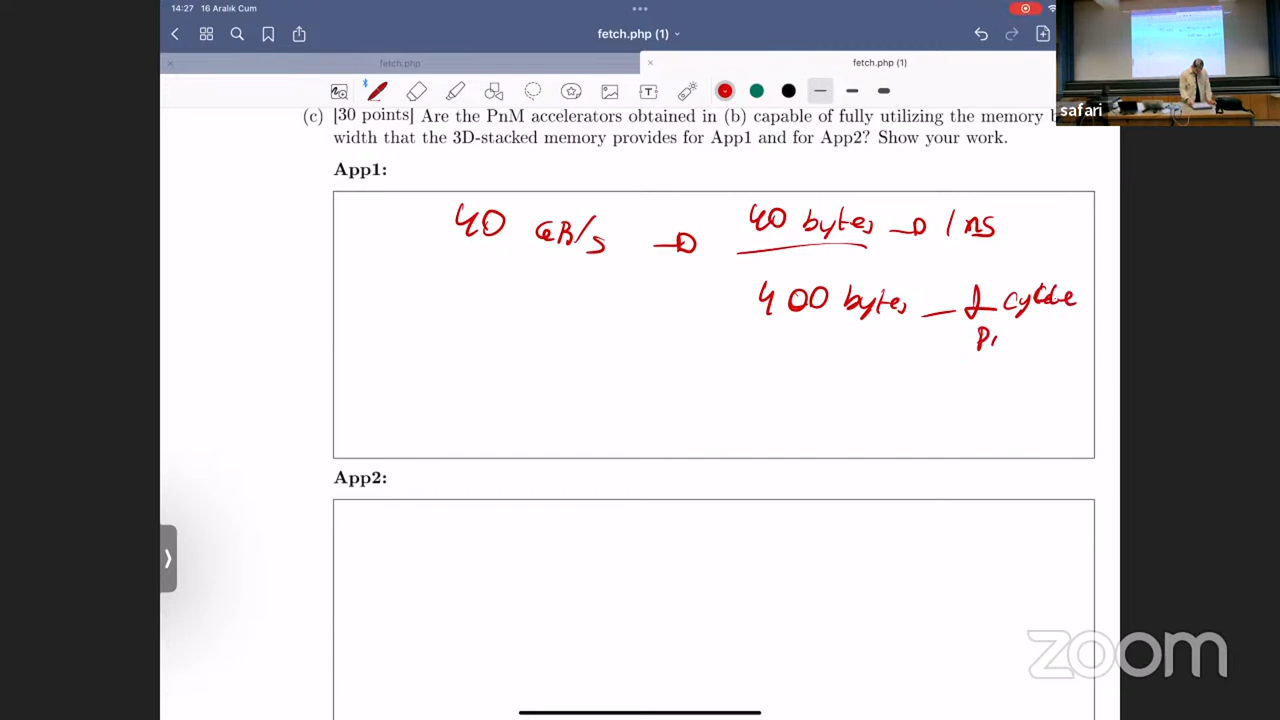 14:27 16 Aralık Cum
fetch.php (1)
fetch.php
fetch.php (1)
safari
(c) [30 points] Are the PnM accelerators obtained in (b) capable of fully utilizing the memory b
width that the 3D-stacked memory provides for App1 and for App2? Show your work.
App1:
40 GB/s → 40 bytes → 1 ns
400 bytes — 1 cycle
p
App2:
zoom